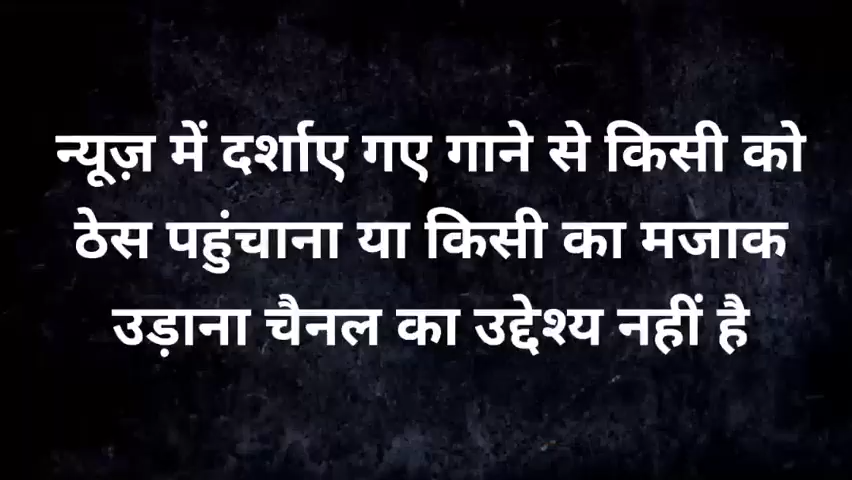 न्यूज़ में दर्शाए गए गाने से किसी को
ठेस पहुंचाना या किसी का मजाक
उड़ाना चैनल का उद्देश्य नहीं है